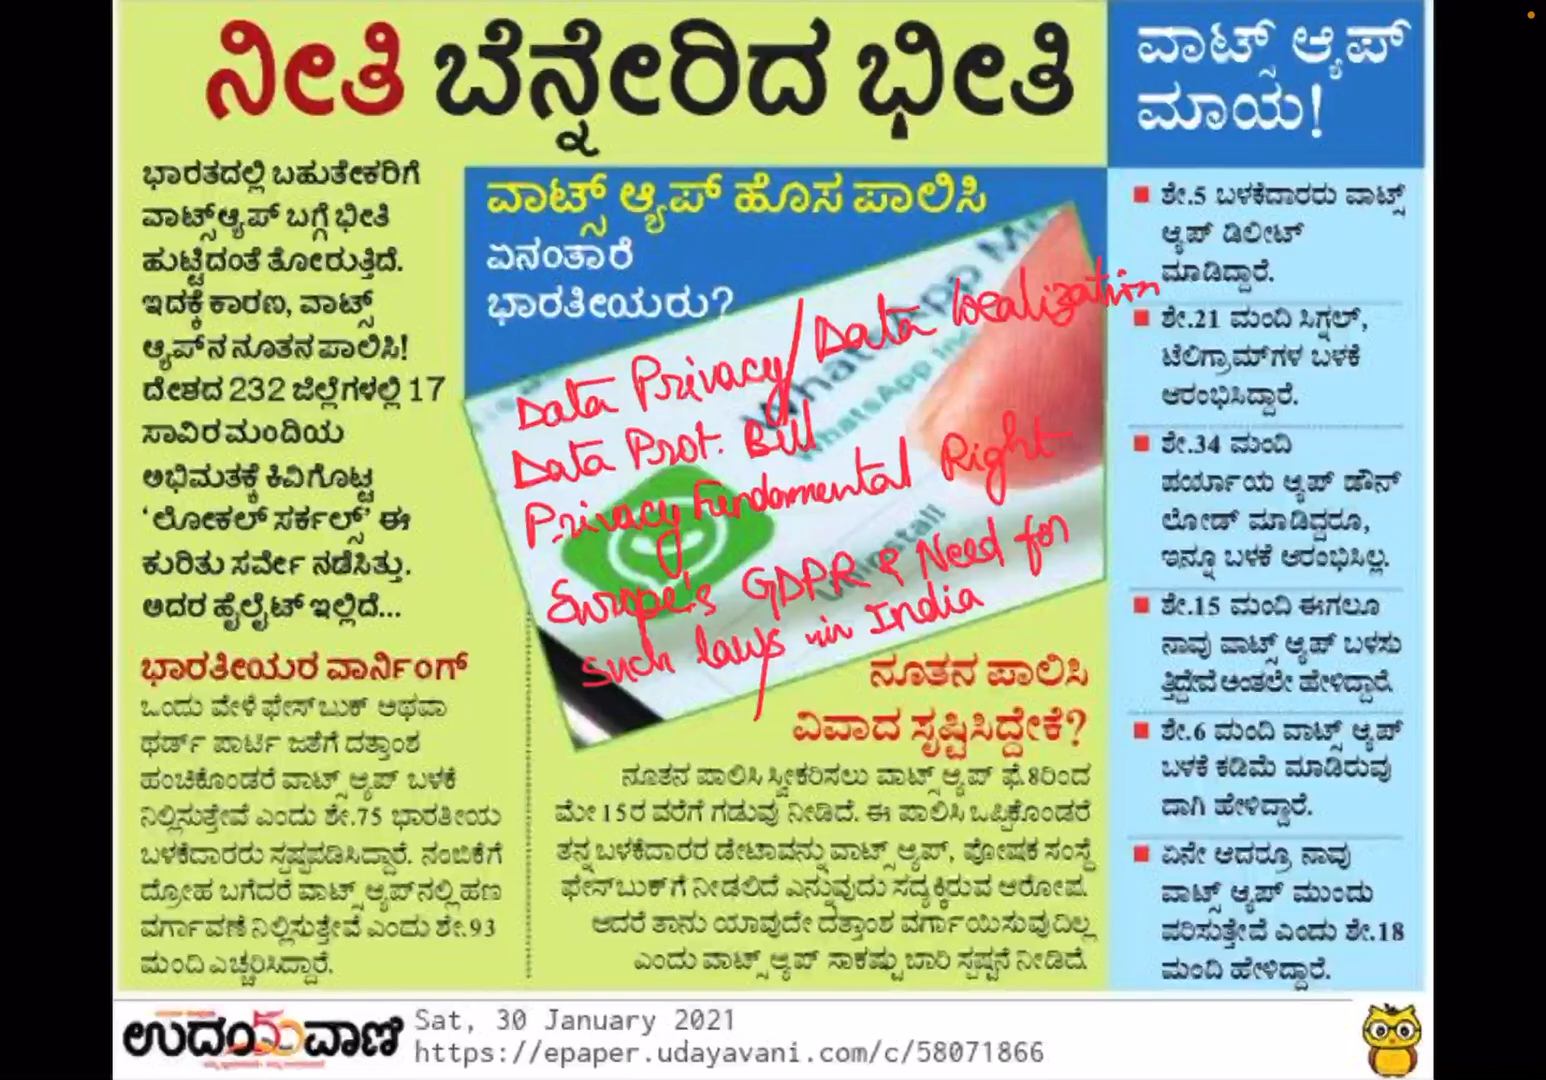 ನೀತಿ ಬೆನ್ನೇರಿದ ಭೀತಿ
ಭಾರತದಲ್ಲಿ ಬಹುತೇಕರಿಗೆ
ವಾಟ್ಸ್‌ಆ್ಯಪ್ ಬಗ್ಗೆ ಭೀತಿ
ಹುಟ್ಟಿದಂತೆ ತೋರುತ್ತಿದೆ.
ಇದಕ್ಕೆ ಕಾರಣ, ವಾಟ್ಸ್
ಆ್ಯಪ್‌ನ ನೂತನ ಪಾಲಿಸಿ!
ದೇಶದ 232 ಜಿಲ್ಲೆಗಳಲ್ಲಿ 17
ಸಾವಿರ ಮಂದಿಯ
ಅಭಿಮತಕ್ಕೆ ಕಿವಿಗೊಟ್ಟ
‘ಲೋಕಲ್ ಸರ್ಕಲ್ಸ್’ ಈ
ಕುರಿತು ಸರ್ವೇ ನಡೆಸಿತ್ತು.
ಅದರ ಹೈಲೈಟ್ ಇಲ್ಲಿದೆ...
ಭಾರತೀಯರ ವಾರ್ನಿಂಗ್
ಒಂದು ವೇಳೆ ಫೇಸ್‌ಬುಕ್ ಅಥವಾ
ಥರ್ಡ್ ಪಾರ್ಟಿ ಜತೆಗೆ ದತ್ತಾಂಶ
ಹಂಚಿಕೊಂಡರೆ ವಾಟ್ಸ್ ಆ್ಯಪ್ ಬಳಕೆ
ನಿಲ್ಲಿಸುತ್ತೇವೆ ಎಂದು ಶೇ.75 ಭಾರತೀಯ
ಬಳಕೆದಾರರು ಸ್ಪಷ್ಟಪಡಿಸಿದ್ದಾರೆ. ನಂಬಿಕೆಗೆ
ದ್ರೋಹ ಬಗೆದರೆ ವಾಟ್ಸ್ ಆ್ಯಪ್‌ನಲ್ಲಿ ಹಣ
ವರ್ಗಾವಣೆ ನಿಲ್ಲಿಸುತ್ತೇವೆ ಎಂದು ಶೇ.93
ಮಂದಿ ಎಚ್ಚರಿಸಿದ್ದಾರೆ.
ವಾಟ್ಸ್ ಆ್ಯಪ್ ಹೊಸ ಪಾಲಿಸಿ
ಏನಂತಾರೆ
ಭಾರತೀಯರು?
WhatsApp Me
WhatsApp Inc
Uninstall
Data Privacy/Data localization
Data Prot. Bill
Privacy Fundamental Right
Europe's GDPR & Need for
such laws in India
ನೂತನ ಪಾಲಿಸಿ
ವಿವಾದ ಸೃಷ್ಟಿಸಿದ್ದೇಕೆ?
ನೂತನ ಪಾಲಿಸಿ ಸ್ವೀಕರಿಸಲು ವಾಟ್ಸ್ ಆ್ಯಪ್ ಫೆ.8ರಿಂದ
ಮೇ 15ರ ವರೆಗೆ ಗಡುವು ನೀಡಿದೆ. ಈ ಪಾಲಿಸಿ ಒಪ್ಪಿಕೊಂಡರೆ
ತನ್ನ ಬಳಕೆದಾರರ ಡೇಟಾವನ್ನು ವಾಟ್ಸ್ ಆ್ಯಪ್, ಪೋಷಕ ಸಂಸ್ಥೆ
ಫೇಸ್‌ಬುಕ್‌ಗೆ ನೀಡಲಿದೆ ಎನ್ನುವುದು ಸದ್ಯಕ್ಕಿರುವ ಆರೋಪ.
ಆದರೆ ತಾನು ಯಾವುದೇ ದತ್ತಾಂಶ ವರ್ಗಾಯಿಸುವುದಿಲ್ಲ
ಎಂದು ವಾಟ್ಸ್ ಆ್ಯಪ್ ಸಾಕಷ್ಟು ಬಾರಿ ಸ್ಪಷ್ಟನೆ ನೀಡಿದೆ.
ವಾಟ್ಸ್ ಆ್ಯಪ್
ಮಾಯ!
ಶೇ.5 ಬಳಕೆದಾರರು ವಾಟ್ಸ್
ಆ್ಯಪ್ ಡಿಲೀಟ್
ಮಾಡಿದ್ದಾರೆ.
ಶೇ.21 ಮಂದಿ ಸಿಗ್ನಲ್,
ಟೆಲಿಗ್ರಾಮ್‌ಗಳ ಬಳಕೆ
ಆರಂಭಿಸಿದ್ದಾರೆ.
ಶೇ.34 ಮಂದಿ
ಪರ್ಯಾಯ ಆ್ಯಪ್ ಡೌನ್
ಲೋಡ್ ಮಾಡಿದ್ದರೂ,
ಇನ್ನೂ ಬಳಕೆ ಆರಂಭಿಸಿಲ್ಲ.
ಶೇ.15 ಮಂದಿ ಈಗಲೂ
ನಾವು ವಾಟ್ಸ್ ಆ್ಯಪ್ ಬಳಸು
ತ್ತಿದ್ದೇವೆ ಅಂತಲೇ ಹೇಳಿದ್ದಾರೆ.
ಶೇ.6 ಮಂದಿ ವಾಟ್ಸ್ ಆ್ಯಪ್
ಬಳಕೆ ಕಡಿಮೆ ಮಾಡಿರುವು
ದಾಗಿ ಹೇಳಿದ್ದಾರೆ.
ಏನೇ ಆದರೂ ನಾವು
ವಾಟ್ಸ್ ಆ್ಯಪ್ ಮುಂದು
ವರಿಸುತ್ತೇವೆ ಎಂದು ಶೇ.18
ಮಂದಿ ಹೇಳಿದ್ದಾರೆ.
ಉದಯವಾಣಿ
Sat, 30 January 2021
https://epaper.udayavani.com/c/58071866